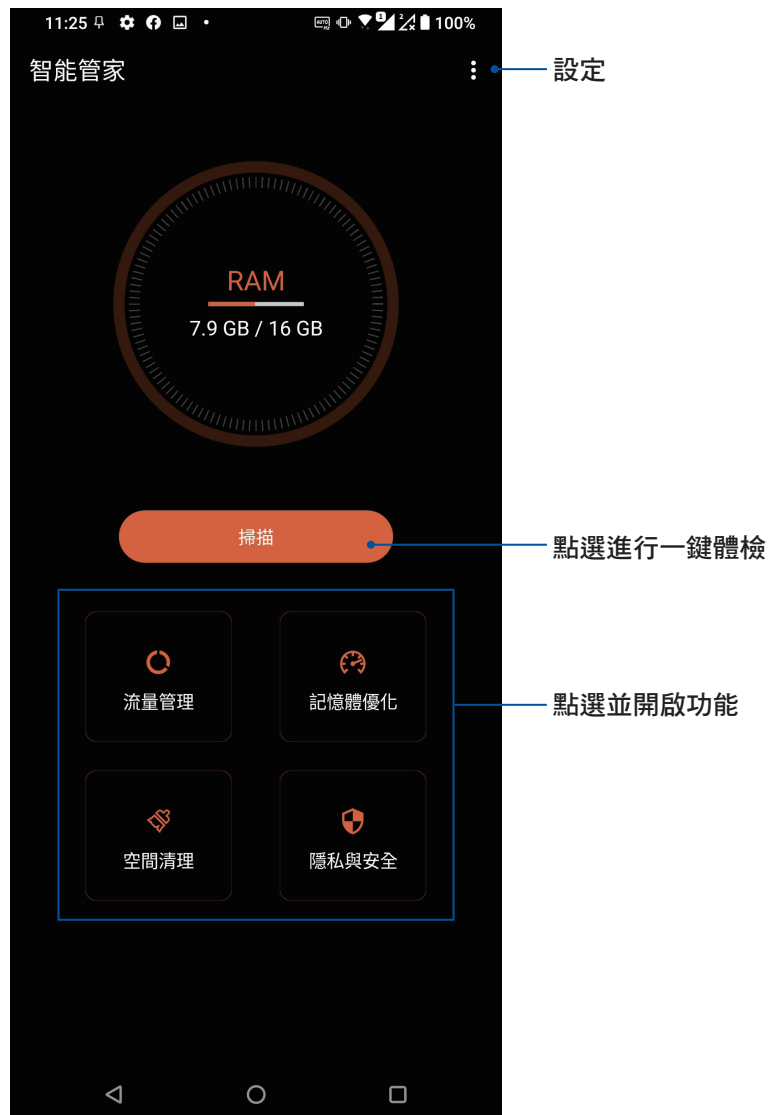 11:25 100%
智能管家
設定
RAM
7.9 GB / 16 GB
掃描
點選進行一鍵體檢
流量管理 記憶體優化
點選並開啟功能
空間清理 隱私與安全